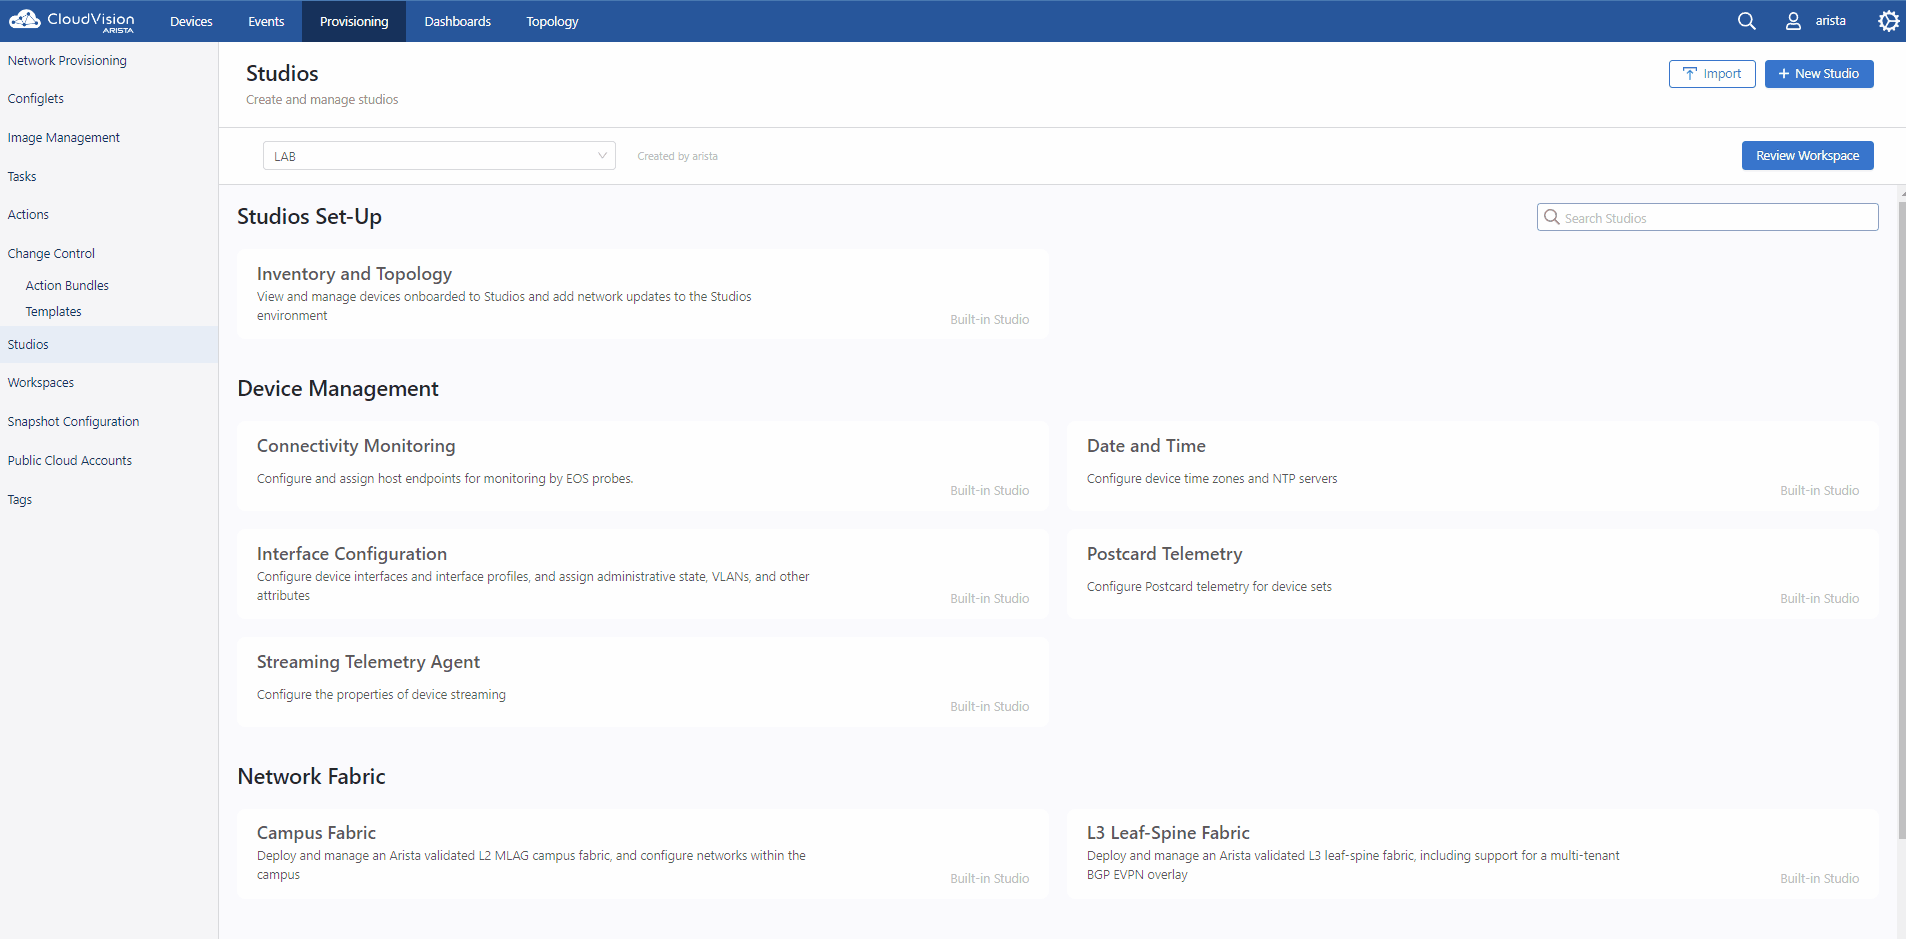 CloudVision
ARISTA
Devices
Events
Provisioning
Dashboards
Topology
arista
Network Provisioning
Configlets
Image Management
Tasks
Actions
Change Control
Action Bundles
Templates
Studios
Workspaces
Snapshot Configuration
Public Cloud Accounts
Tags
Studios
Create and manage studios
Import
+ New Studio
LAB
Created by arista
Review Workspace
Studios Set-Up
Search Studios
Inventory and Topology
View and manage devices onboarded to Studios and add network updates to the Studios
environment
Built-in Studio
Device Management
Connectivity Monitoring
Configure and assign host endpoints for monitoring by EOS probes.
Built-in Studio
Date and Time
Configure device time zones and NTP servers
Built-in Studio
Interface Configuration
Configure device interfaces and interface profiles, and assign administrative state, VLANs, and other
attributes
Built-in Studio
Postcard Telemetry
Configure Postcard telemetry for device sets
Built-in Studio
Streaming Telemetry Agent
Configure the properties of device streaming
Built-in Studio
Network Fabric
Campus Fabric
Deploy and manage an Arista validated L2 MLAG campus fabric, and configure networks within the
campus
Built-in Studio
L3 Leaf-Spine Fabric
Deploy and manage an Arista validated L3 leaf-spine fabric, including support for a multi-tenant
BGP EVPN overlay
Built-in Studio